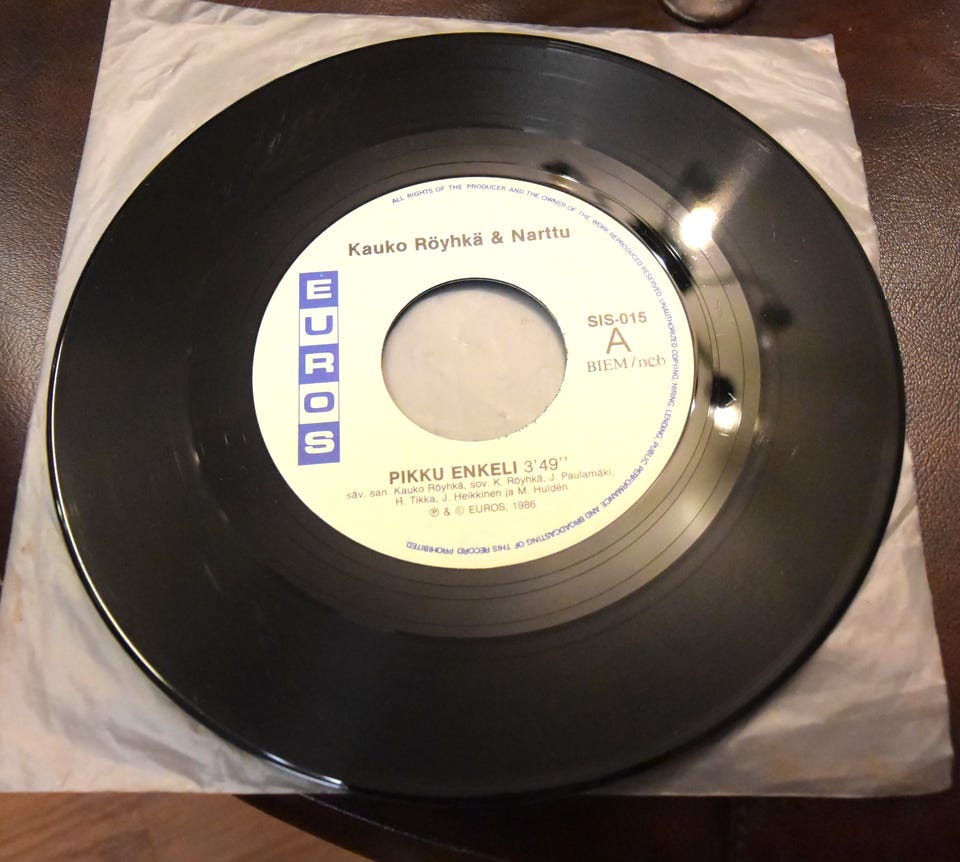 ALL RIGHTS OF THE PRODUCER AND THE OWNER OF THE WORK REPRODUCED RESERVED. UNAUTHORIZED COPYING, HIRING, LENDING, PUBLIC PERFORMANCE AND BROADCASTING OF THIS RECORD PROHIBITED.
Kauko Röyhkä & Narttu
EUROS
SIS-015
A
BIEM/ncb
PIKKU ENKELI 3'49''
säv. san. Kauko Röyhkä, sov. K. Röyhkä, J. Paulamäki,
H. Tikka, J. Heikkinen ja M. Huldén
℗ & © EUROS, 1986